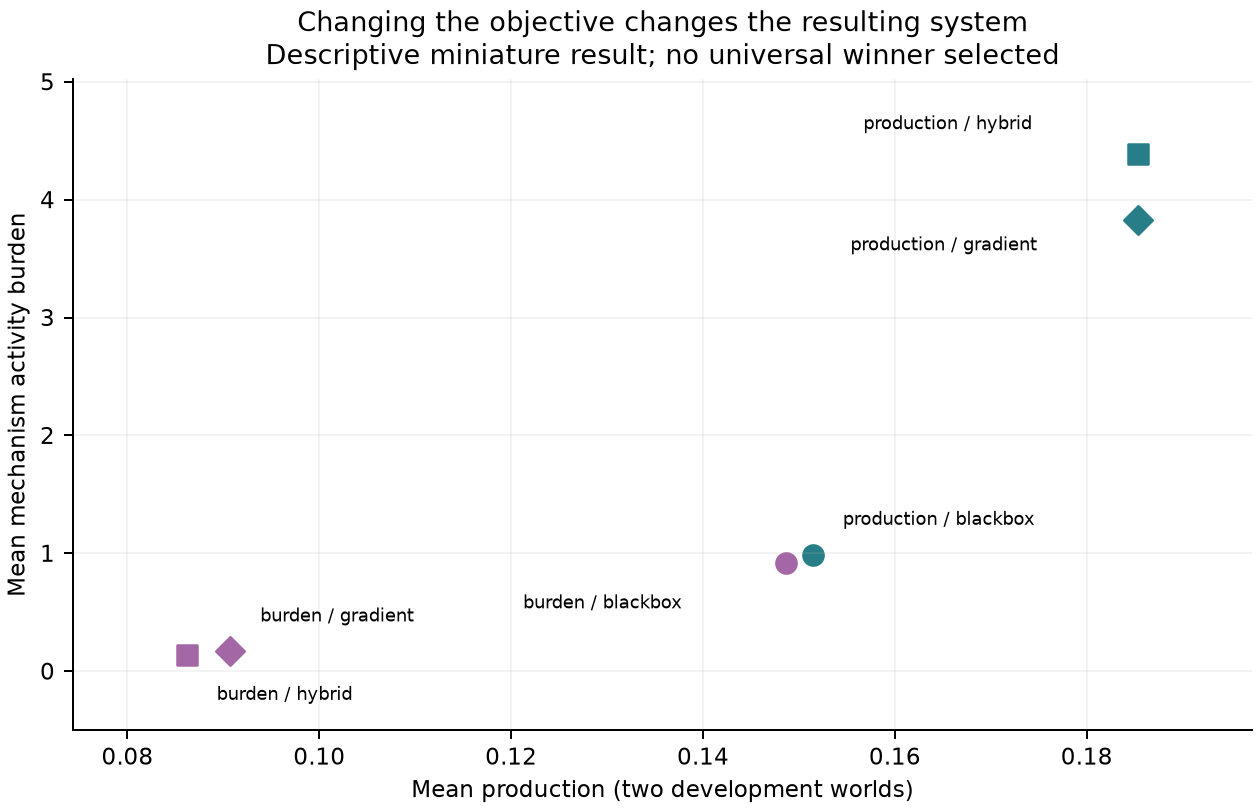 Changing the objective changes the resulting system
Descriptive miniature result; no universal winner selected
Mean mechanism activity burden
5
4
3
2
1
0
production / hybrid
production / gradient
production / blackbox
burden / blackbox
burden / gradient
burden / hybrid
0.08 0.10 0.12 0.14 0.16 0.18
Mean production (two development worlds)